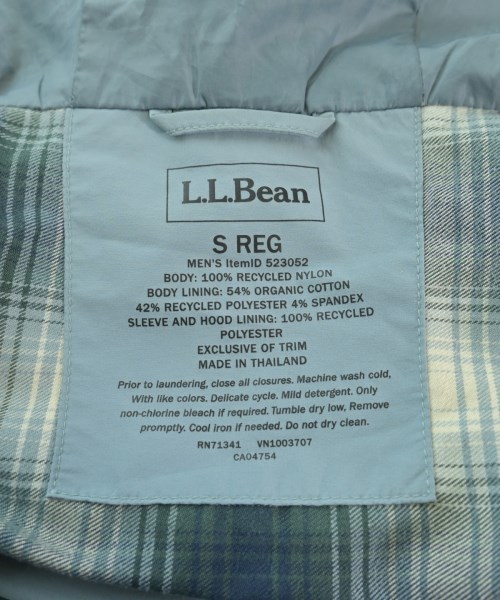 L.L.Bean
S REG
MEN'S ItemID 523052
BODY: 100% RECYCLED NYLON
BODY LINING: 54% ORGANIC COTTON
42% RECYCLED POLYESTER 4% SPANDEX
SLEEVE AND HOOD LINING: 100% RECYCLED
POLYESTER
EXCLUSIVE OF TRIM
MADE IN THAILAND
Prior to laundering, close all closures. Machine wash cold,
With like colors. Delicate cycle. Mild detergent. Only
non-chlorine bleach if required. Tumble dry low, Remove
promptly. Cool iron if needed. Do not dry clean.
RN71341 VN1003707
CA04754